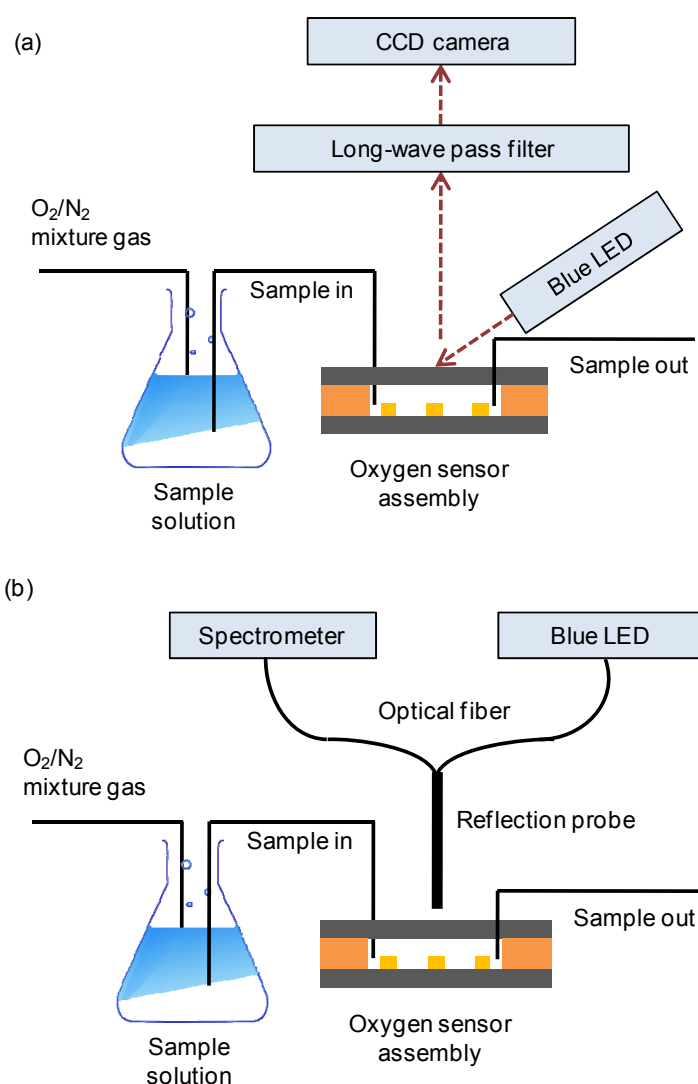 (a)
CCD camera
Long-wave pass filter
O₂/N₂
mixture gas
Blue LED
Sample in
Sample out
Oxygen sensor
assembly
Sample
solution
(b)
Spectrometer
Blue LED
Optical fiber
O₂/N₂
mixture gas
Reflection probe
Sample in
Sample out
Oxygen sensor
assembly
Sample
solution